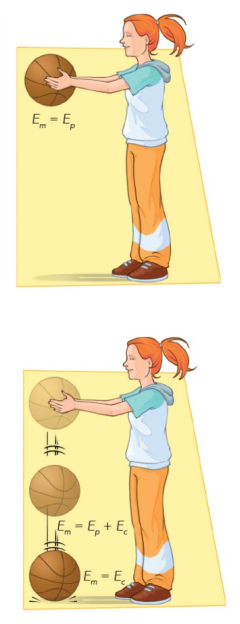 Em = Ep
Em = Ep + Ec
Em = Ec